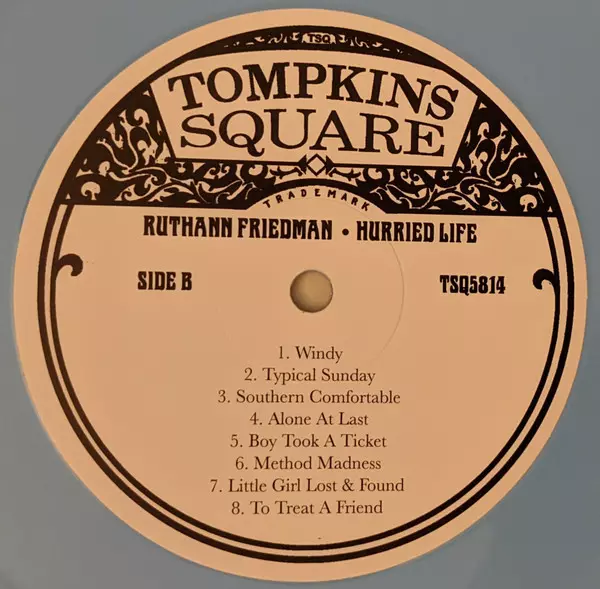 TSQ
TOMPKINS
SQUARE
TRADEMARK
RUTHANN FRIEDMAN • HURRIED LIFE
SIDE B
TSQ5814
1. Windy
2. Typical Sunday
3. Southern Comfortable
4. Alone At Last
5. Boy Took A Ticket
6. Method Madness
7. Little Girl Lost & Found
8. To Treat A Friend